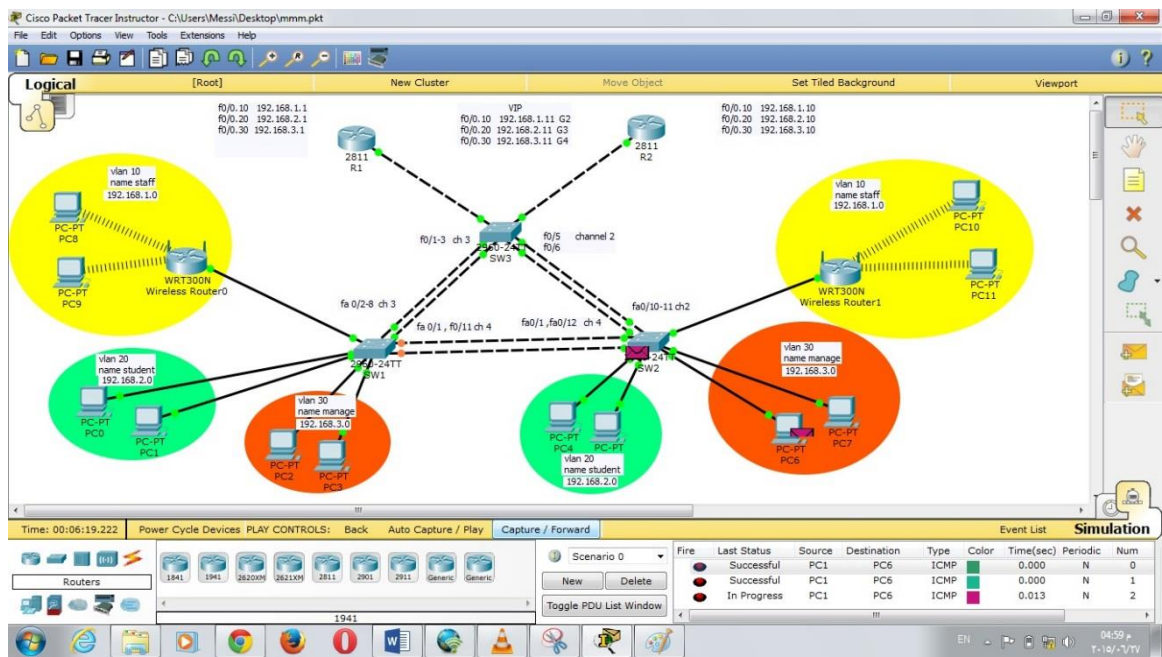 Cisco Packet Tracer Instructor - C:\Users\Messi\Desktop\mmm.pkt
File Edit Options View Tools Extensions Help
Logical [Root] New Cluster Move Object Set Tiled Background Viewport
f0/0.10 192.168.1.1
f0/0.20 192.168.2.1
f0/0.30 192.168.3.1
VIP
f0/0.10 192.168.1.11 G2
f0/0.20 192.168.2.11 G3
f0/0.30 192.168.3.11 G4
f0/0.10 192.168.1.10
f0/0.20 192.168.2.10
f0/0.30 192.168.3.10
2811
R1
2811
R2
vlan 10
name staff
192.168.1.0
PC-PT
PC8
PC-PT
PC9
WRT300N
Wireless Router0
vlan 10
name staff
192.168.1.0
PC-PT
PC10
PC-PT
PC11
WRT300N
Wireless Router1
f0/1-3 ch 3
2960-24TT
SW3
f0/5 channel 2
f0/6
fa 0/2-8 ch 3
fa 0/1 , f0/11 ch 4
fa0/1 ,fa0/12 ch 4
fa0/10-11 ch2
2960-24TT
SW1
24TT
SW2
vlan 20
name student
192.168.2.0
PC-PT
PC0
PC-PT
PC1
vlan 30
name manage
192.168.3.0
PC-PT
PC2
PC-PT
PC3
PC-PT
PC4
PC-PT
vlan 20
name student
192.168.2.0
vlan 30
name manage
192.168.3.0
PC-PT
PC6
PC-PT
PC7
Time: 00:06:19.222 Power Cycle Devices PLAY CONTROLS: Back Auto Capture / Play Capture / Forward Event List Simulation
Routers
1841 1941 2620XM 2621XM 2811 2901 2911 Generic Generic
1941
Scenario 0
New Delete
Toggle PDU List Window
Fire Last Status Source Destination Type Color Time(sec) Periodic Num
Successful PC1 PC6 ICMP 0.000 N 0
Successful PC1 PC6 ICMP 0.000 N 1
In Progress PC1 PC6 ICMP 0.013 N 2
EN
04:59 م